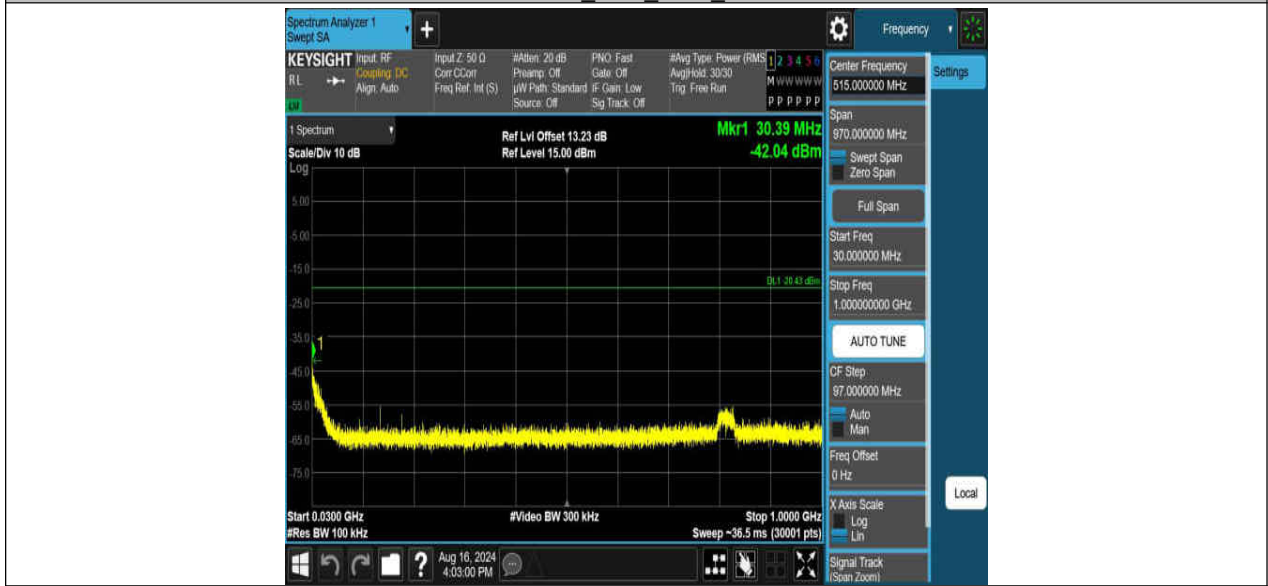 Spectrum Analyzer 1
Swept SA
Frequency
KEYSIGHT
RL
LXI
Input: RF
Coupling: DC
Align: Auto
Input Z: 50 Ω
Corr CCorr
Freq Ref: Int (S)
#Atten: 20 dB
Preamp: Off
µW Path: Standard
Source: Off
PNO: Fast
Gate: Off
IF Gain: Low
Sig Track: Off
#Avg Type: Power (RMS
Avg|Hold: 30/30
Trig: Free Run
1 2 3 4 5 6
M W W W W W
P P P P P P
1 Spectrum
Scale/Div 10 dB
Log
Ref Lvl Offset 13.23 dB
Ref Level 15.00 dBm
Mkr1 30.39 MHz
-42.04 dBm
5.00
-5.00
-15.0
DL1 -20.43 dBm
-25.0
-35.0
1
-45.0
-55.0
-65.0
-75.0
Start 0.0300 GHz
#Res BW 100 kHz
#Video BW 300 kHz
Stop 1.0000 GHz
Sweep ~36.5 ms (30001 pts)
Aug 16, 2024
4:03:00 PM
Center Frequency
515.000000 MHz
Settings
Span
970.000000 MHz
Swept Span
Zero Span
Full Span
Start Freq
30.000000 MHz
Stop Freq
1.000000000 GHz
AUTO TUNE
CF Step
97.000000 MHz
Auto
Man
Freq Offset
0 Hz
Local
X Axis Scale
Log
Lin
Signal Track
(Span Zoom)